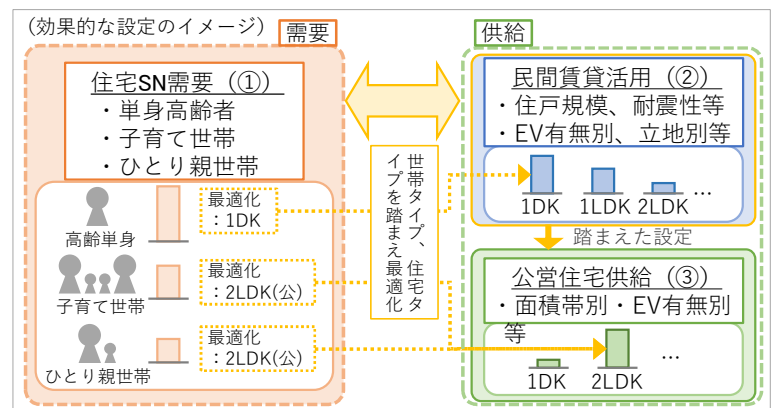 (効果的な設定のイメージ)
需要
住宅SN需要（①）
・単身高齢者
・子育て世帯
・ひとり親世帯
高齢単身
最適化
：1DK
子育て世帯
最適化
：2LDK(公)
ひとり親世帯
最適化
：2LDK(公)
世帯タイプ、住宅タ
イプを踏まえ最適化
供給
民間賃貸活用（②）
・住戸規模、耐震性等
・EV有無別、立地別等
1DK 1LDK 2LDK …
踏まえた設定
公営住宅供給（③）
・面積帯別・EV有無別
等
1DK 2LDK …